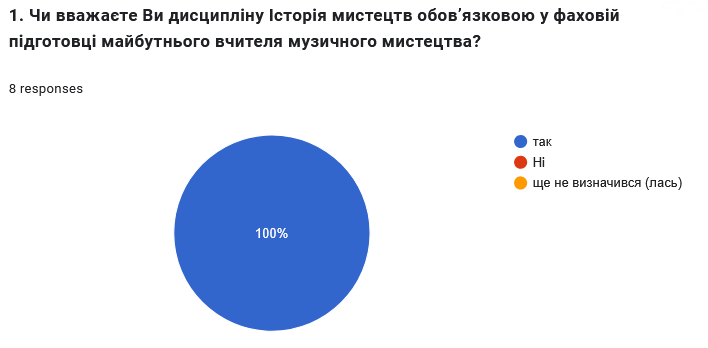 1. Чи вважаєте Ви дисципліну Історія мистецтв обов’язковою у фаховій
підготовці майбутнього вчителя музичного мистецтва?
8 responses
так
Ні
ще не визначився (лась)
100%